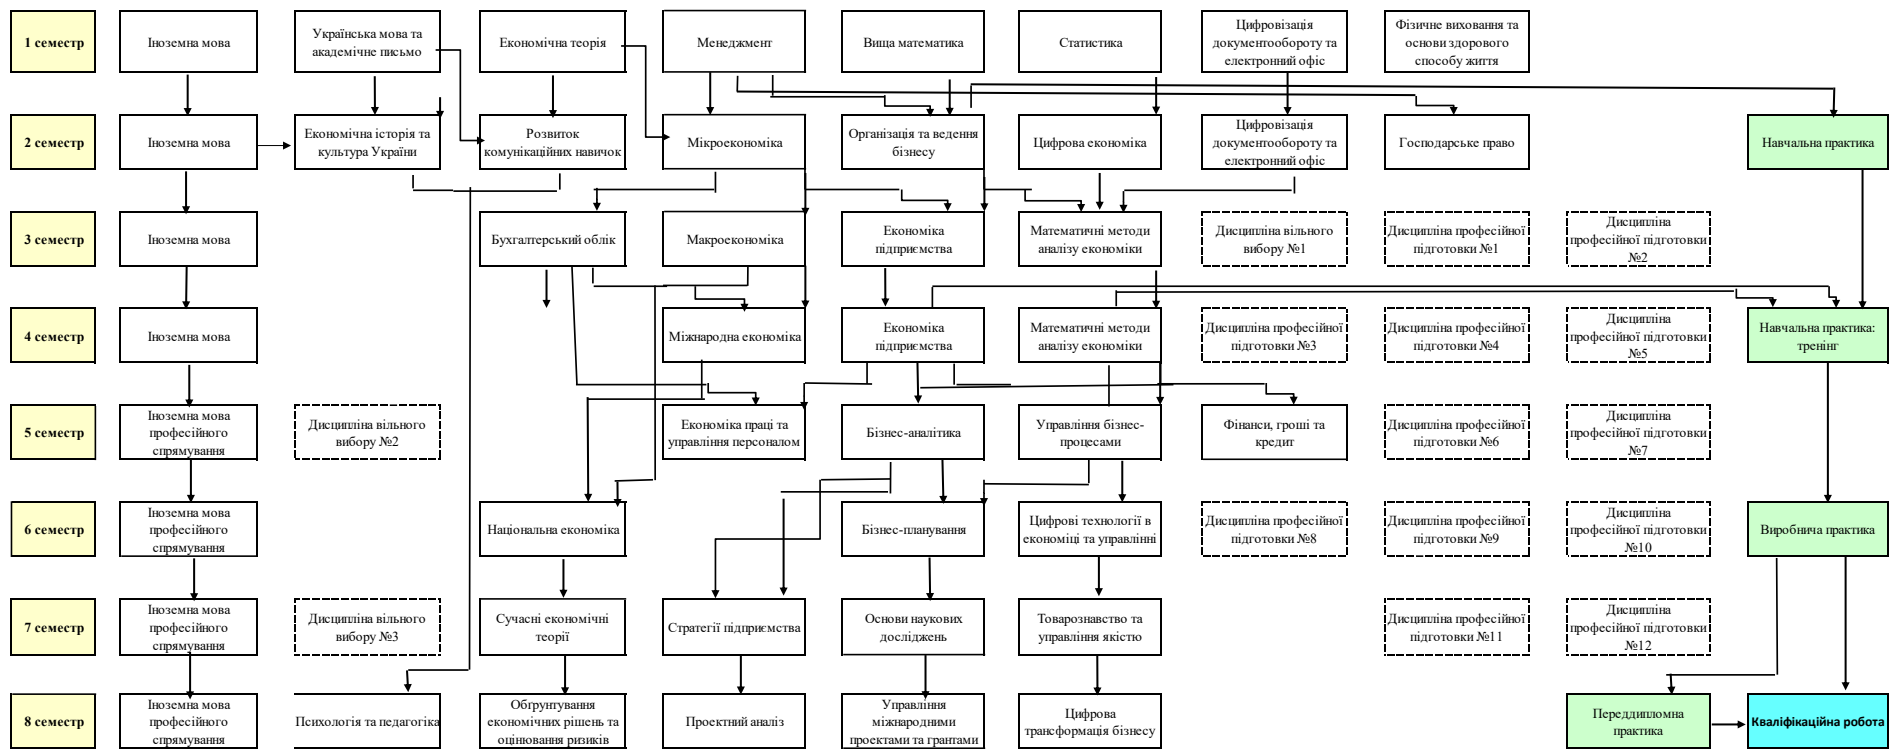 1 семестр
Іноземна мова
Українська мова та
академічне письмо
Економічна теорія
Менеджмент
Вища математика
Статистика
Цифровізація
документообороту та
електронний офіс
Фізичне виховання та
основи здорового
способу життя
2 семестр
Іноземна мова
Економічна історія та
культура України
Розвиток
комунікаційних навичок
Мікроекономіка
Організація та ведення
бізнесу
Цифрова економіка
Цифровізація
документообороту та
електронний офіс
Господарське право
Навчальна практика
3 семестр
Іноземна мова
Бухгалтерський облік
Макроекономіка
Економіка
підприємства
Математичні методи
аналізу економіки
Дисципліна вільного
вибору №1
Дисципліна професійної
підготовки №1
Дисципліна
професійної підготовки
№2
4 семестр
Іноземна мова
Міжнародна економіка
Економіка
підприємства
Математичні методи
аналізу економіки
Дисципліна професійної
підготовки №3
Дисципліна професійної
підготовки №4
Дисципліна
професійної підготовки
№5
Навчальна практика:
тренінг
5 семестр
Іноземна мова
професійного
спрямування
Дисципліна вільного
вибору №2
Економіка праці та
управління персоналом
Бізнес-аналітика
Управління бізнес-
процесами
Фінанси, гроші та
кредит
Дисципліна професійної
підготовки №6
Дисципліна
професійної підготовки
№7
6 семестр
Іноземна мова
професійного
спрямування
Національна економіка
Бізнес-планування
Цифрові технології в
економіці та управлінні
Дисципліна професійної
підготовки №8
Дисципліна професійної
підготовки №9
Дисципліна
професійної підготовки
№10
Виробнича практика
7 семестр
Іноземна мова
професійного
спрямування
Дисципліна вільного
вибору №3
Сучасні економічні
теорії
Стратегії підприємства
Основи наукових
досліджень
Товарознавство та
управління якістю
Дисципліна професійної
підготовки №11
Дисципліна
професійної підготовки
№12
8 семестр
Іноземна мова
професійного
спрямування
Психологія та педагогіка
Обґрунтування
економічних рішень та
оцінювання ризиків
Проектний аналіз
Управління
міжнародними
проектами та грантами
Цифрова
трансформація бізнесу
Переддипломна
практика
Кваліфікаційна робота